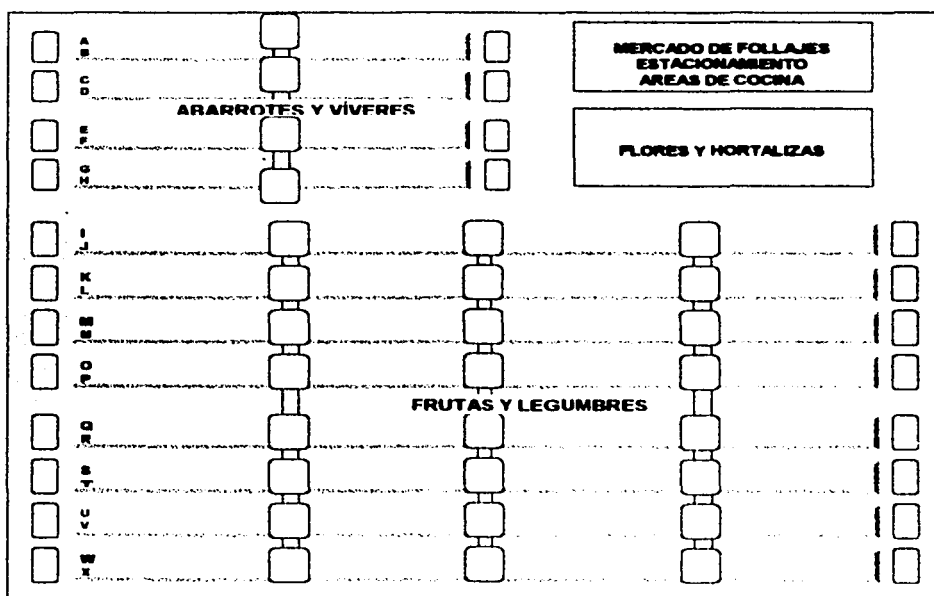 A
B
C
D
ABARROTES Y VÍVERES
E
F
G
H
MERCADO DE FOLLAJES
ESTACIONAMIENTO
AREAS DE COCINA
FLORES Y HORTALIZAS
I
J
K
L
M
O
P
FRUTAS Y LEGUMBRES
Q
R
S
T
U
V
W
X